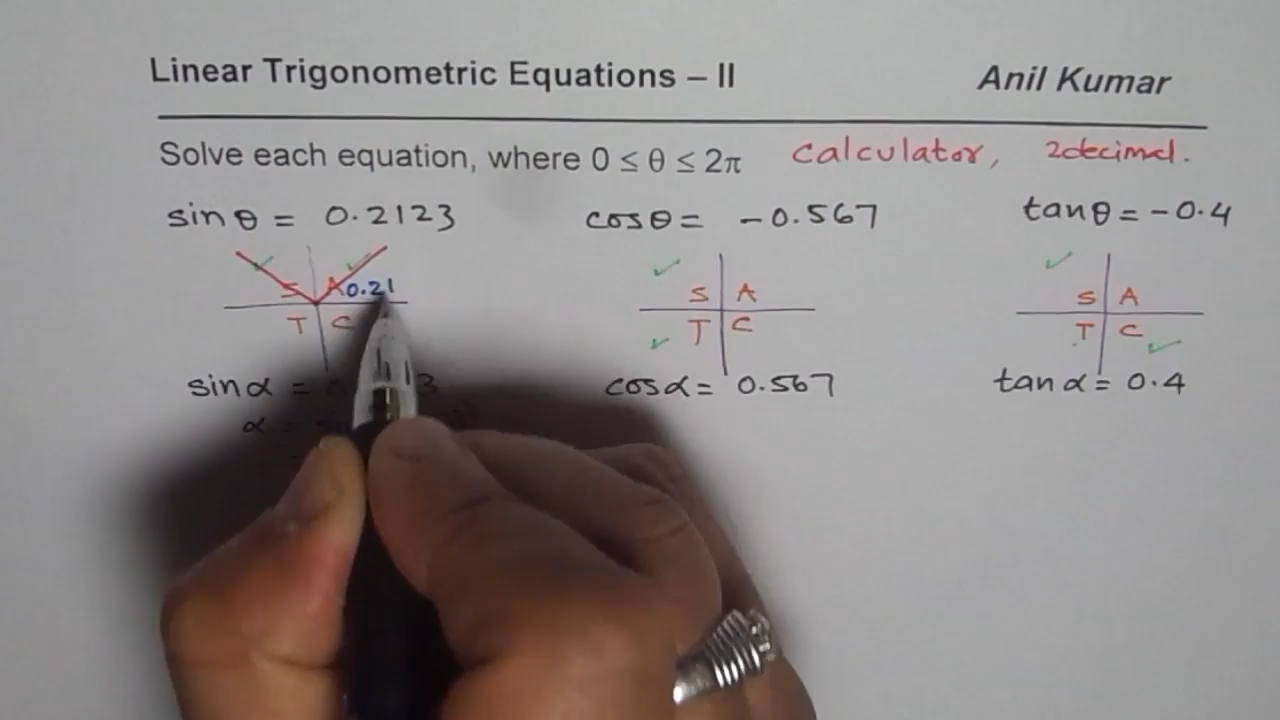 Linear Trigonometric Equations – II Anil Kumar
Solve each equation, where 0 ≤ θ ≤ 2π calculator, 2decimal.
sinθ = 0.2123 cosθ = -0.567 tanθ = -0.4
✓ ✓ ✓ ✓
S A 0.21 S A S A
T C T C T C
✓ ✓
sinα = cosα = 0.567 tanα = 0.4
α =